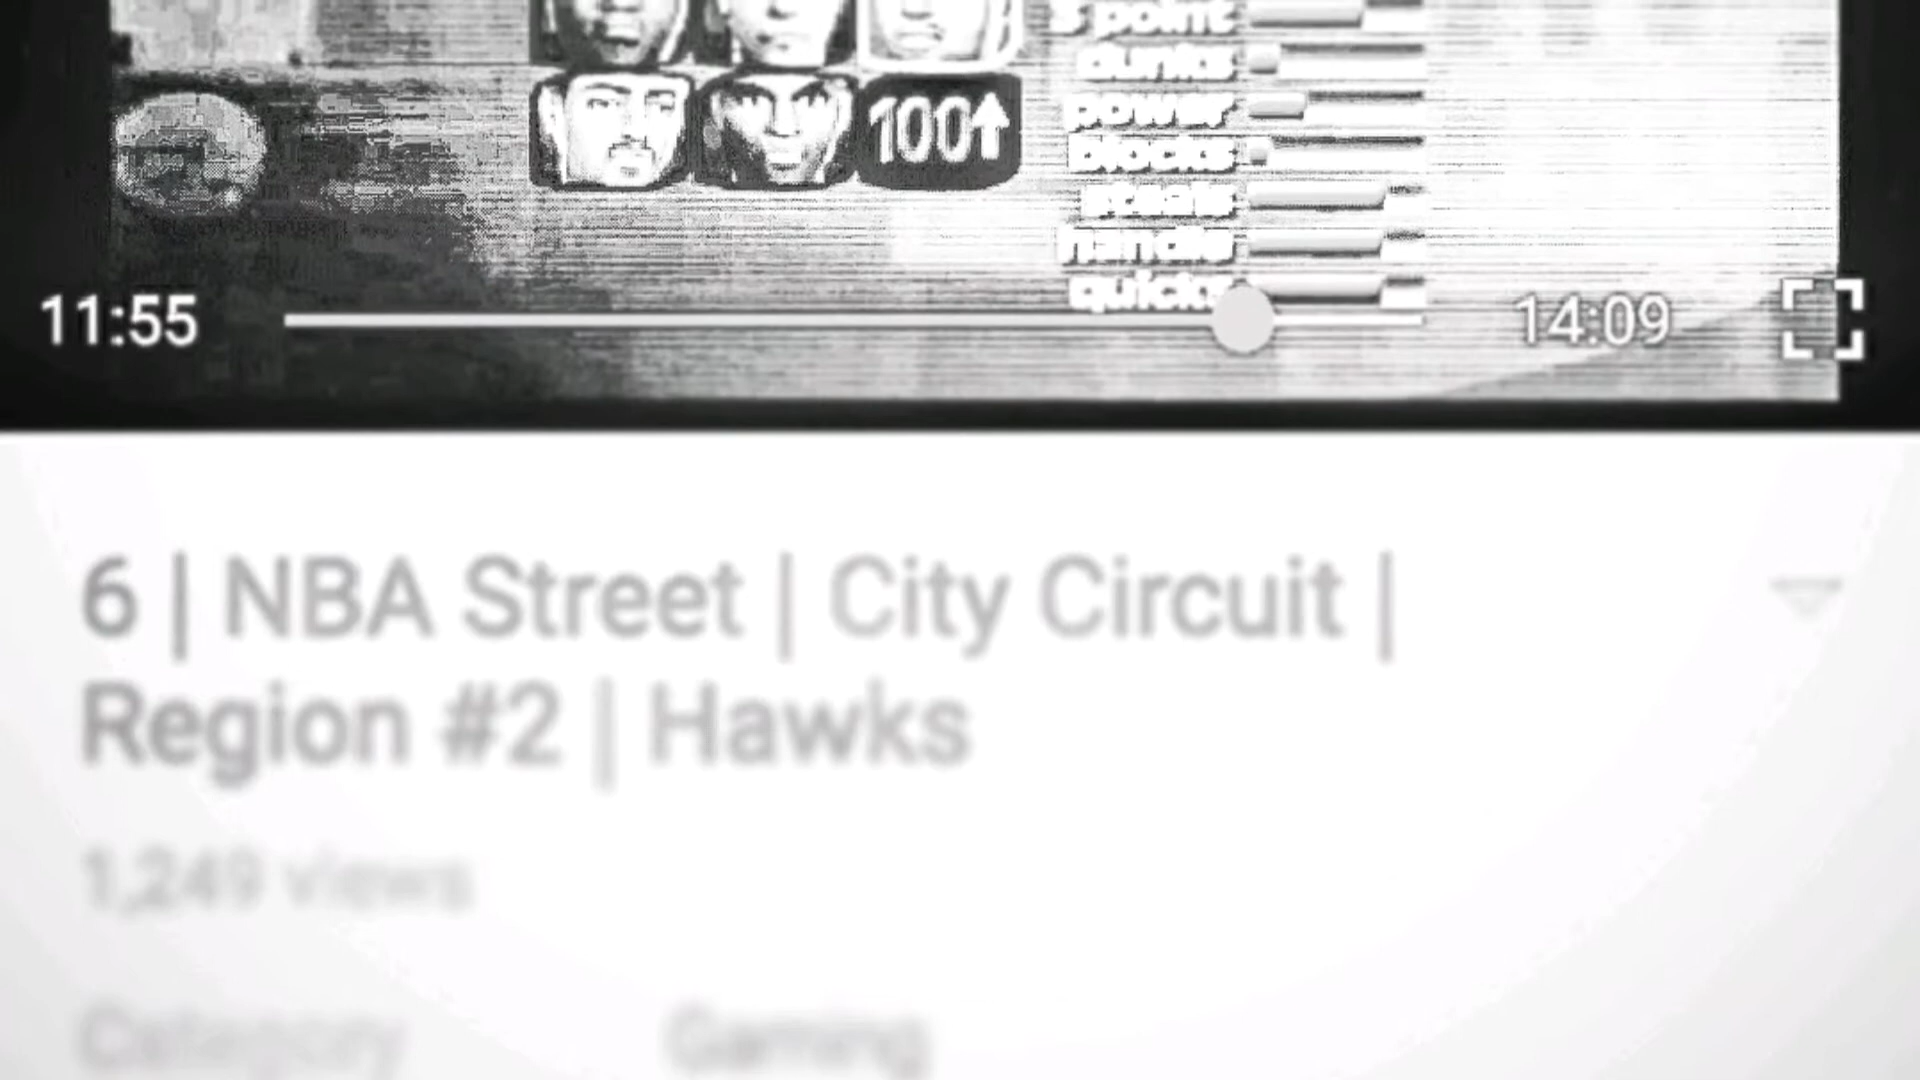 3 point
dunks
power
100↑
blocks
steals
handle
quicks
11:55
14:09
6 | NBA Street | City Circuit |
Region #2 | Hawks
1,249 views
Category Gaming